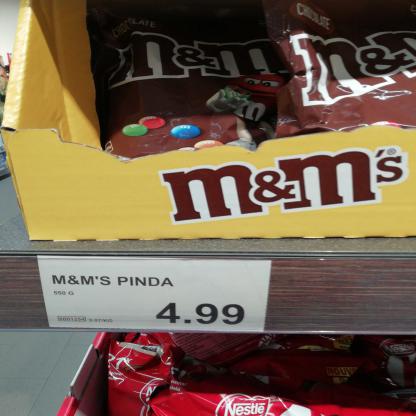 CHOCOLATE
CHOCOLATE
m&m
m&m
m&m's
M&M'S PINDA
550 G
4.99
Nestlé